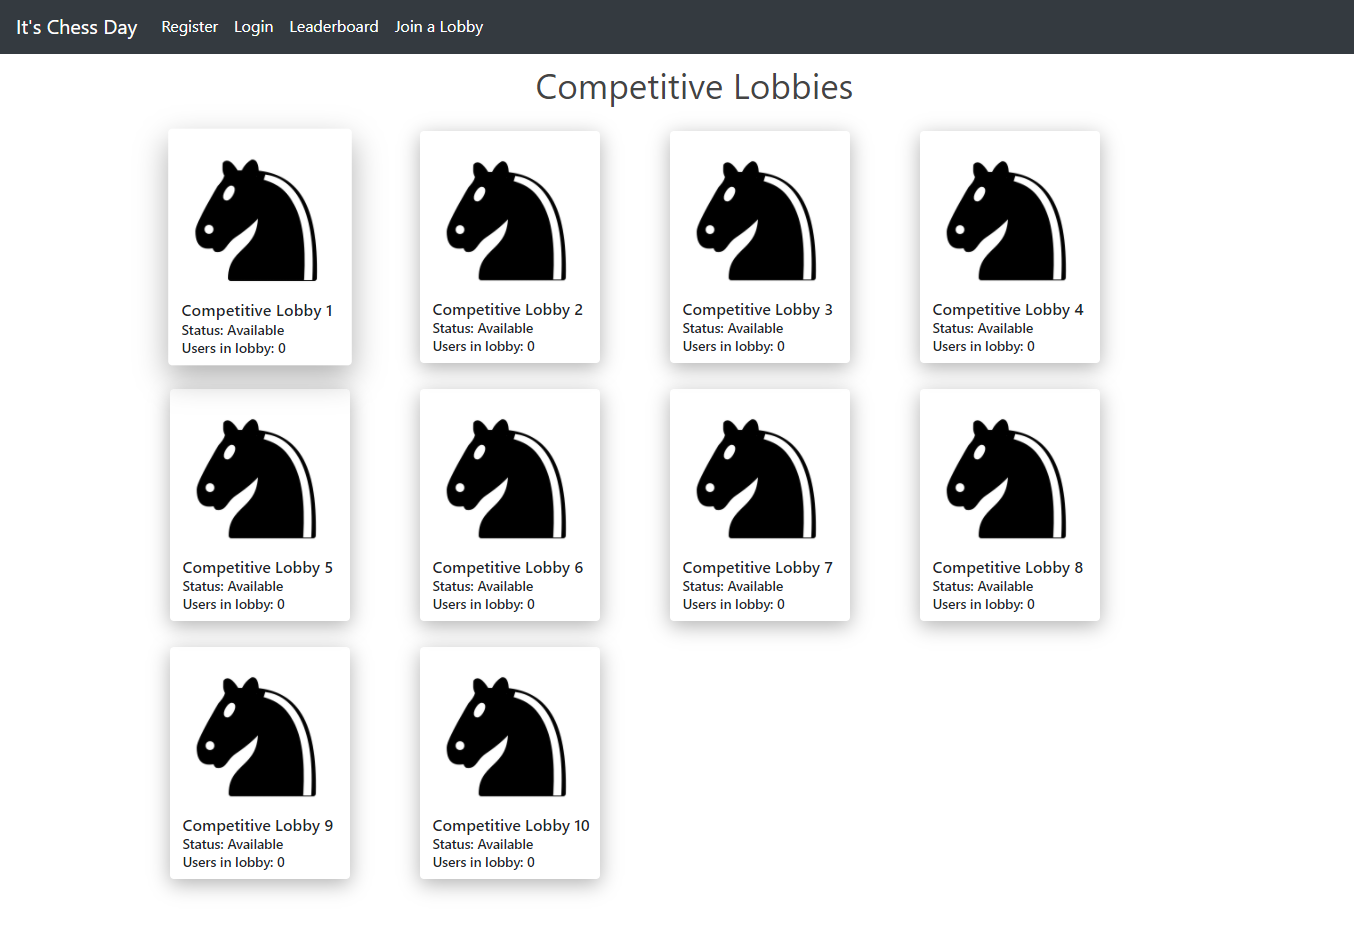 It's Chess Day Register Login Leaderboard Join a Lobby
Competitive Lobbies
Competitive Lobby 1
Status: Available
Users in lobby: 0
Competitive Lobby 2
Status: Available
Users in lobby: 0
Competitive Lobby 3
Status: Available
Users in lobby: 0
Competitive Lobby 4
Status: Available
Users in lobby: 0
Competitive Lobby 5
Status: Available
Users in lobby: 0
Competitive Lobby 6
Status: Available
Users in lobby: 0
Competitive Lobby 7
Status: Available
Users in lobby: 0
Competitive Lobby 8
Status: Available
Users in lobby: 0
Competitive Lobby 9
Status: Available
Users in lobby: 0
Competitive Lobby 10
Status: Available
Users in lobby: 0